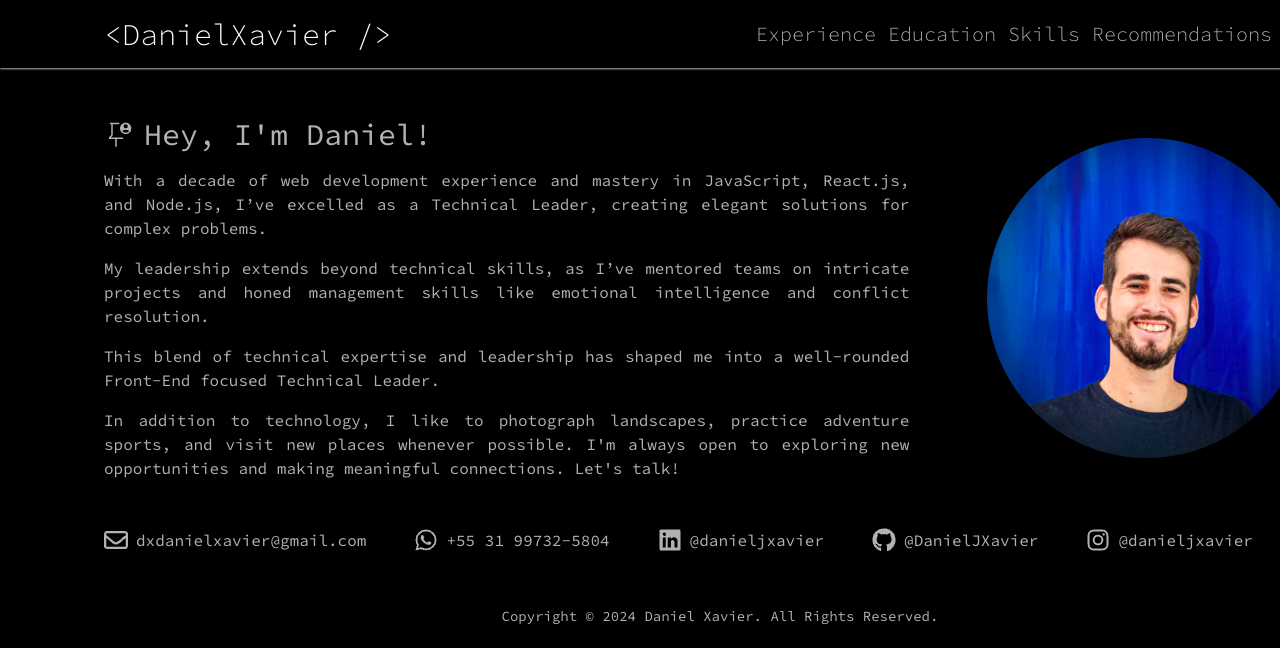 <DanielXavier />
Experience Education Skills Recommendations
Hey, I'm Daniel!
With a decade of web development experience and mastery in JavaScript, React.js,
and Node.js, I’ve excelled as a Technical Leader, creating elegant solutions for
complex problems.
My leadership extends beyond technical skills, as I’ve mentored teams on intricate
projects and honed management skills like emotional intelligence and conflict
resolution.
This blend of technical expertise and leadership has shaped me into a well-rounded
Front-End focused Technical Leader.
In addition to technology, I like to photograph landscapes, practice adventure
sports, and visit new places whenever possible. I'm always open to exploring new
opportunities and making meaningful connections. Let's talk!
dxdanielxavier@gmail.com
+55 31 99732-5804
@danieljxavier
@DanielJXavier
@danieljxavier
Copyright © 2024 Daniel Xavier. All Rights Reserved.